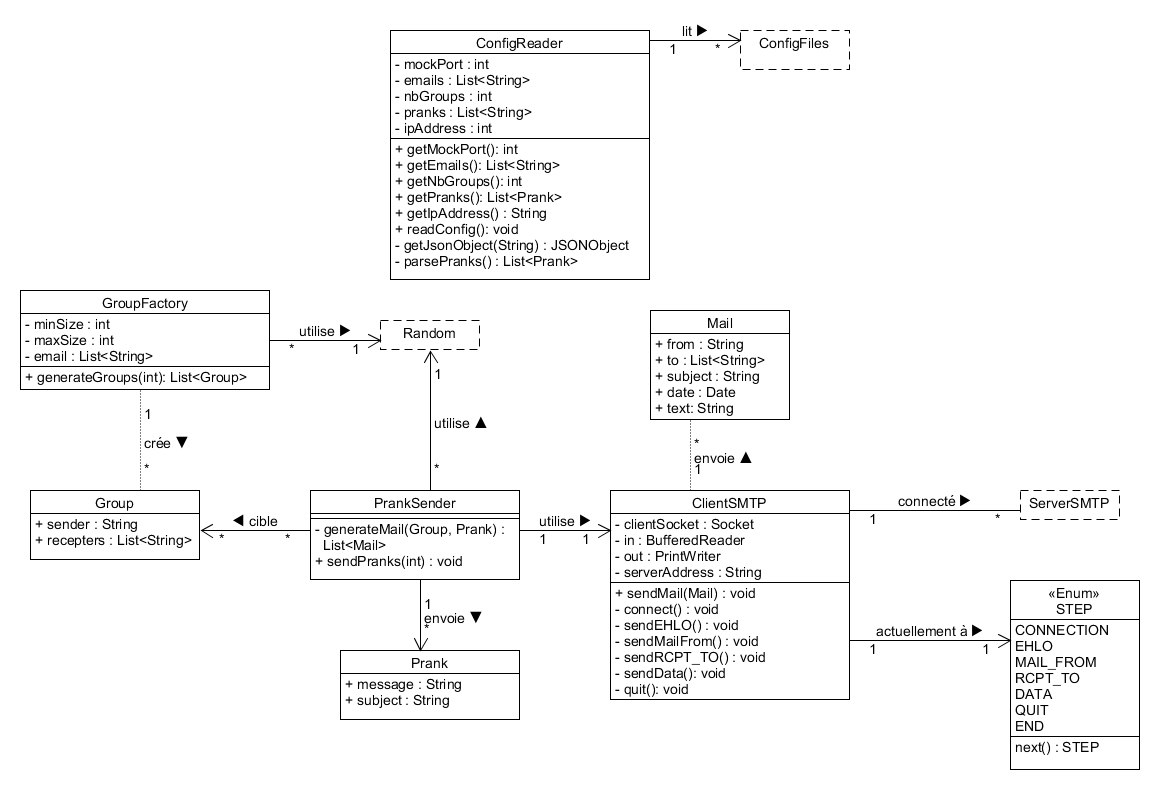 ConfigReader
- mockPort : int
- emails : List<String>
- nbGroups : int
- pranks : List<String>
- ipAddress : int
+ getMockPort(): int
+ getEmails(): List<String>
+ getNbGroups(): int
+ getPranks(): List<Prank>
+ getIpAddress() : String
+ readConfig(): void
- getJsonObject(String) : JSONObject
- parsePranks() : List<Prank>
lit ▶
1 *
ConfigFiles
GroupFactory
- minSize : int
- maxSize : int
- email : List<String>
+ generateGroups(int): List<Group>
utilise ▶
* 1
Random
1
utilise ▲
*
Mail
+ from : String
+ to : List<String>
+ subject : String
+ date : Date
+ text: String
1
crée ▼
*
*
envoie ▲
1
Group
+ sender : String
+ recepters : List<String>
◀ cible
* *
PrankSender
- generateMail(Group, Prank) :
List<Mail>
+ sendPranks(int) : void
utilise ▶
1 1
ClientSMTP
- clientSocket : Socket
- in : BufferedReader
- out : PrintWriter
- serverAddress : String
+ sendMail(Mail) : void
- connect() : void
- sendEHLO() : void
- sendMailFrom() : void
- sendRCPT_TO() : void
- sendData(): void
- quit(): void
connecté ▶
1 *
ServerSMTP
1
envoie ▼
*
Prank
+ message : String
+ subject : String
actuellement à ▶
1 1
«Enum»
STEP
CONNECTION
EHLO
MAIL_FROM
RCPT_TO
DATA
QUIT
END
next() : STEP